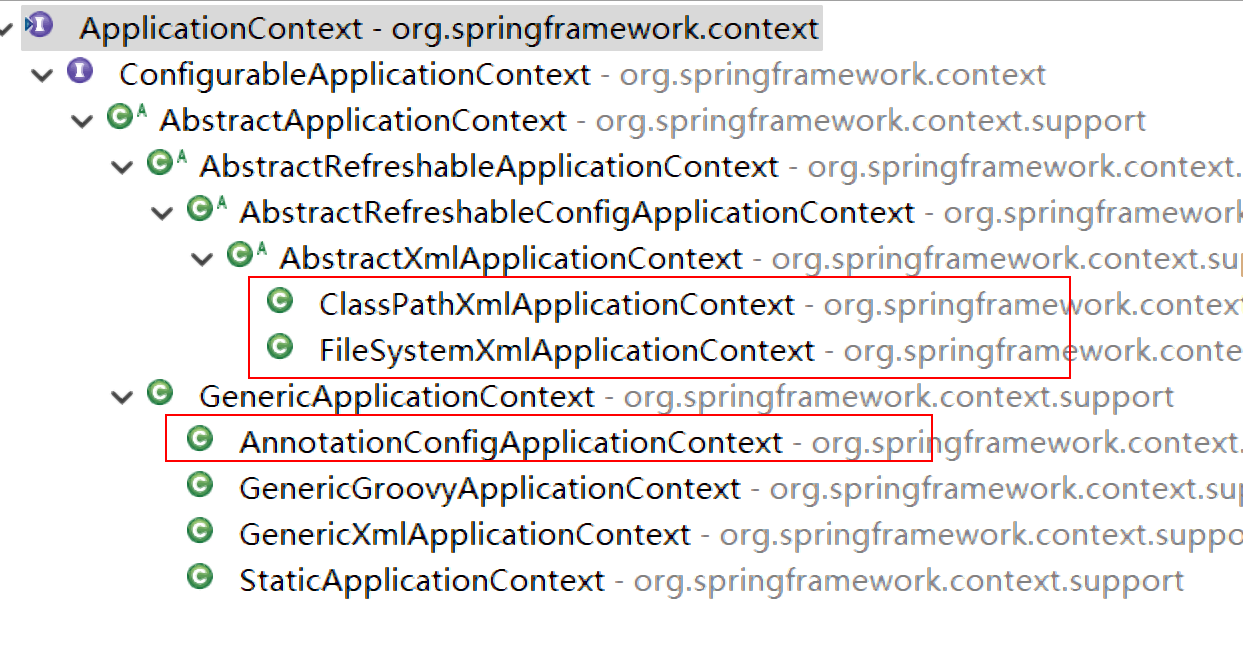 ApplicationContext - org.springframework.context
ConfigurableApplicationContext - org.springframework.context
AbstractApplicationContext - org.springframework.context.support
AbstractRefreshableApplicationContext - org.springframework.context.
AbstractRefreshableConfigApplicationContext - org.springframework
AbstractXmlApplicationContext - org.springframework.context.sup
ClassPathXmlApplicationContext - org.springframework.context
FileSystemXmlApplicationContext - org.springframework.conte
GenericApplicationContext - org.springframework.context.support
AnnotationConfigApplicationContext - org.springframework.context.
GenericGroovyApplicationContext - org.springframework.context.sup
GenericXmlApplicationContext - org.springframework.context.suppo
StaticApplicationContext - org.springframework.context.support